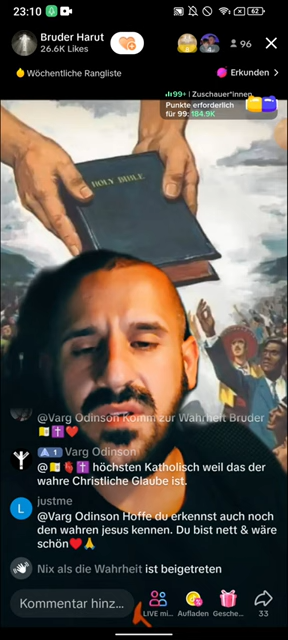 23:10
62
Bruder Harut
26.6K Likes
96
Wöchentliche Rangliste
Erkunden >
99+ | Zuschauer*innen
Punkte erforderlich
für 99: 184.9K
HOLY BIBLE
@Varg Odinson Komm zur Wahrheit Bruder
🇻🇦✝️❤️
A 1 Varg Odinson
@🇻🇦🫀✝️ höchsten Katholisch weil das der
wahre Christliche Glaube ist.
L justme
@Varg Odinson Hoffe du erkennst auch noch
den wahren jesus kennen. Du bist nett & wäre
schön❤️🙏
Nix als die Wahrheit ist beigetreten
Kommentar hinz...
LIVE mi... Aufladen Gesche... 33